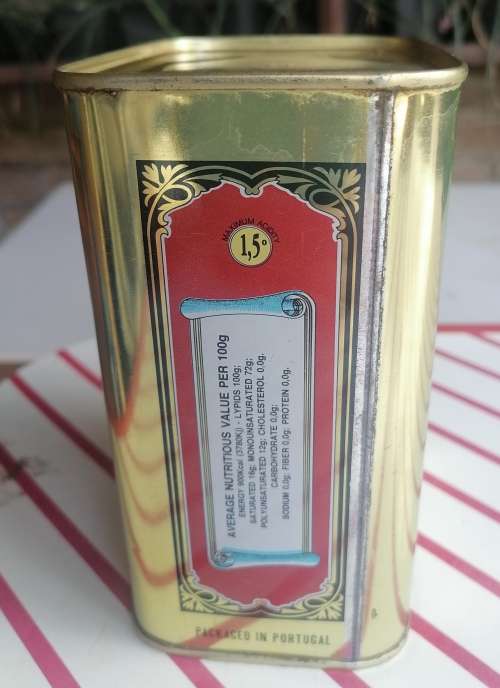 MAXIMUM ACIDITY
1,5°
AVERAGE NUTRITIOUS VALUE PER 100g
ENERGY 900Kcal (3780Kj) - LYPIDS 100g;
SATURATED 16g; MONOUNSATURATED 72g;
POLYUNSATURATED 12g; CHOLESTEROL 0,0g.
CARBOHYDRATE 0,0g;
SODIUM 0,0g; FIBER 0,0g; PROTEIN 0,0g.
PACKAGED IN PORTUGAL